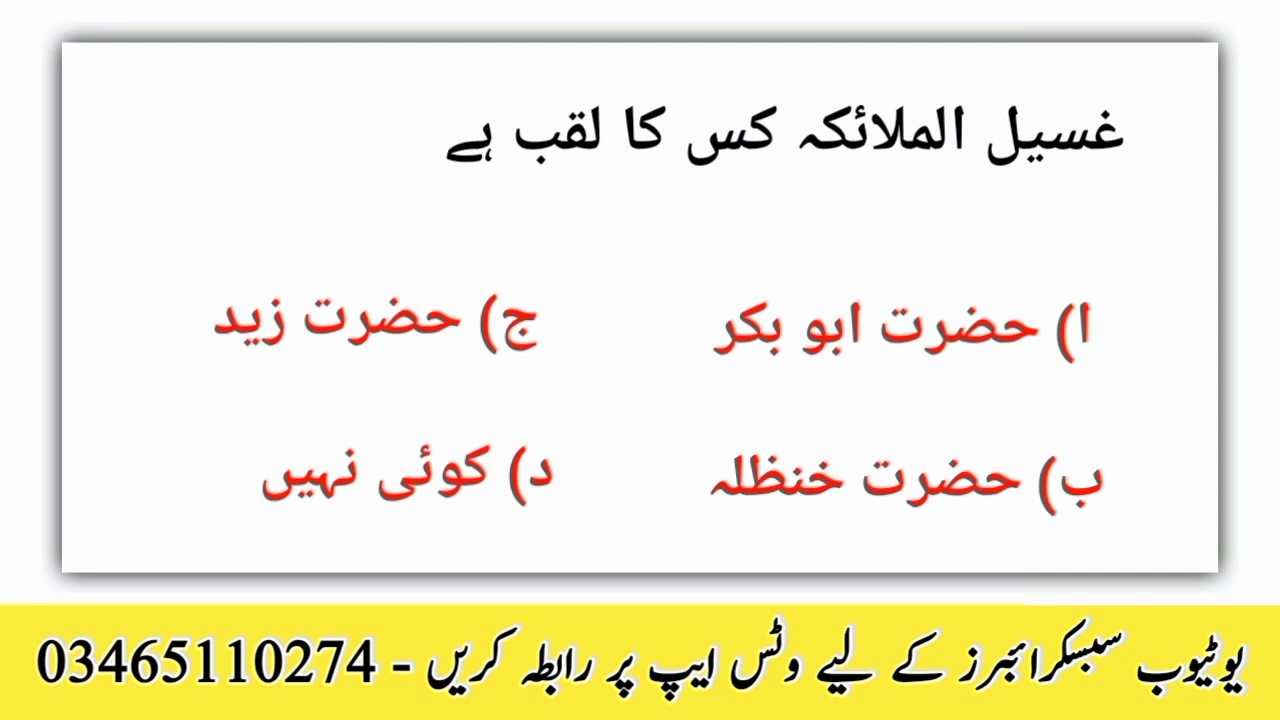 غسیل الملائکہ کس کا لقب ہے
ا) حضرت ابو بکر
ج) حضرت زید
ب) حضرت خنظلہ
د) کوئی نہیں
یوٹیوب سبسکرائبرز کے لیے وٹس ایپ پر رابطہ کریں - 03465110274